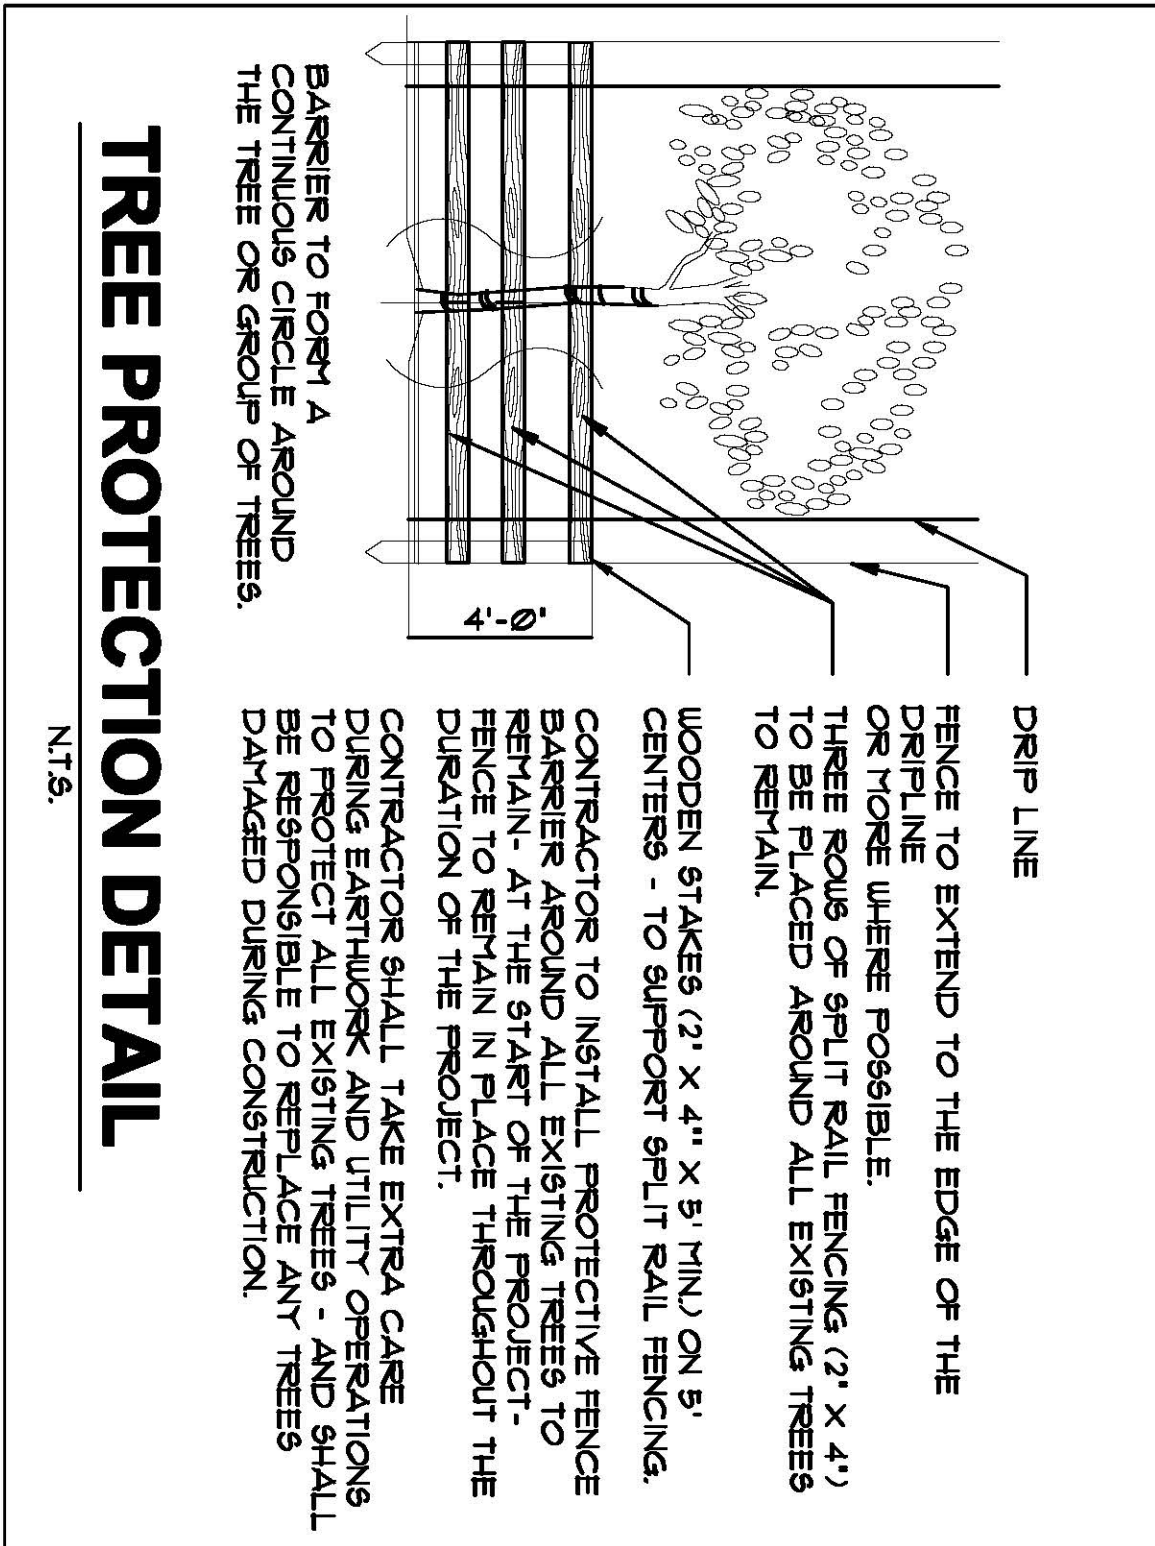 DRIP LINE
FENCE TO EXTEND TO THE EDGE OF THE
DRIPLINE
OR MORE WHERE POSSIBLE.
THREE ROWS OF SPLIT RAIL FENCING (2" X 4")
TO BE PLACED AROUND ALL EXISTING TREES
TO REMAIN.
WOODEN STAKES (2" X 4"" X 5' MIN.) ON 5'
CENTERS - TO SUPPORT SPLIT RAIL FENCING.
4'-0"
CONTRACTOR TO INSTALL PROTECTIVE FENCE
BARRIER AROUND ALL EXISTING TREES TO
REMAIN- AT THE START OF THE PROJECT-
FENCE TO REMAIN IN PLACE THROUGHOUT THE
DURATION OF THE PROJECT.
CONTRACTOR SHALL TAKE EXTRA CARE
DURING EARTHWORK AND UTILITY OPERATIONS
TO PROTECT ALL EXISTING TREES - AND SHALL
BE RESPONSIBLE TO REPLACE ANY TREES
DAMAGED DURING CONSTRUCTION.
BARRIER TO FORM A
CONTINUOUS CIRCLE AROUND
THE TREE OR GROUP OF TREES.
TREE PROTECTION DETAIL
N.T.S.